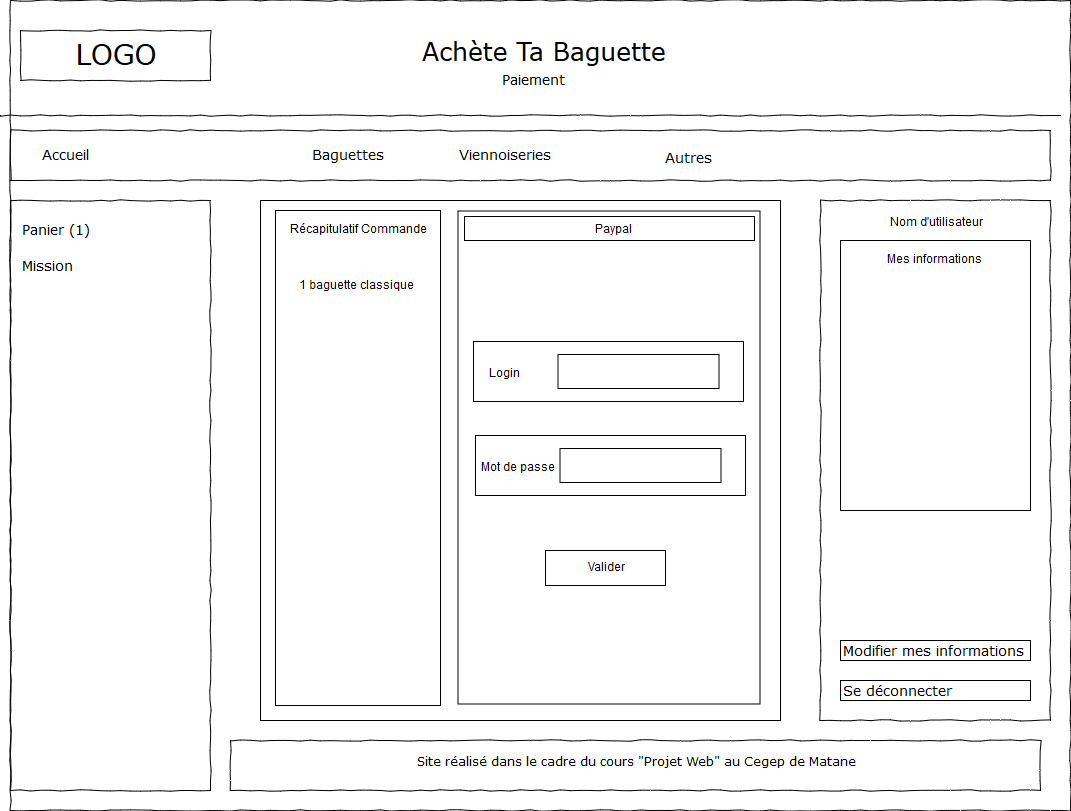 LOGO
Achète Ta Baguette
Paiement
Accueil
Baguettes
Viennoiseries
Autres
Panier (1)
Mission
Récapitulatif Commande
1 baguette classique
Paypal
Login
Mot de passe
Valider
Nom d'utilisateur
Mes informations
Modifier mes informations
Se déconnecter
Site réalisé dans le cadre du cours "Projet Web" au Cegep de Matane